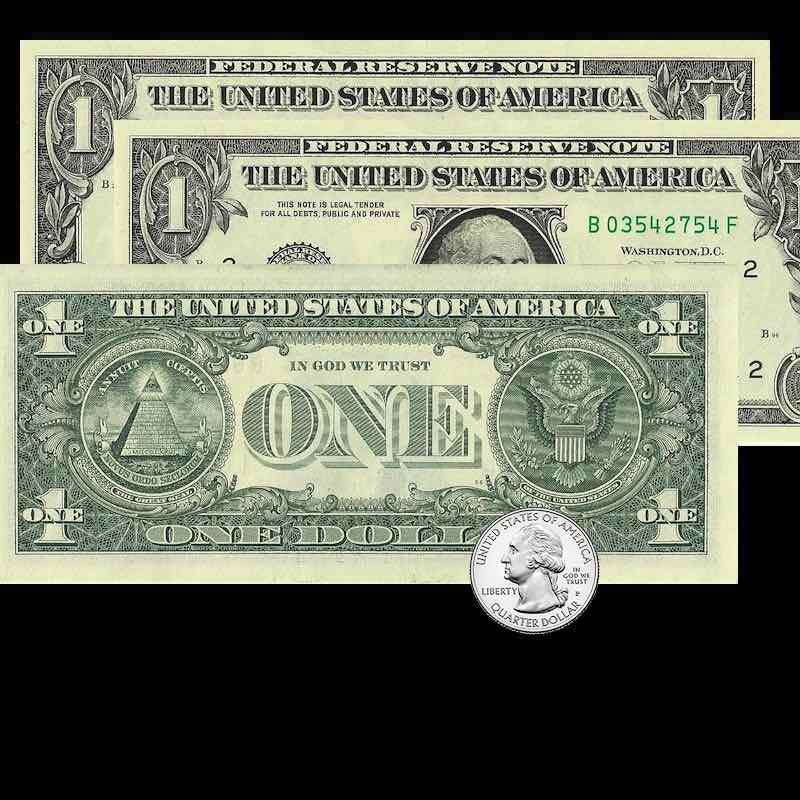 FEDERAL RESERVE NOTE
THE UNITED STATES OF AMERICA
1
1
B
FEDERAL RESERVE NOTE
THE UNITED STATES OF AMERICA
1
THIS NOTE IS LEGAL TENDER
FOR ALL DEBTS, PUBLIC AND PRIVATE
B 03542754 F
WASHINGTON, D.C.
2
2
B
2
THE UNITED STATES OF AMERICA
1
ONE
1
ONE
ANNUIT COEPTIS
IN GOD WE TRUST
ONE
NOVUS ORDO SECLORUM
THE GREAT SEAL
OF THE UNITED STATES
1
ONE
1
ONE
ONE DOLL
UNITED STATES OF AMERICA
LIBERTY
IN
GOD WE
TRUST
P
QUARTER DOLLAR